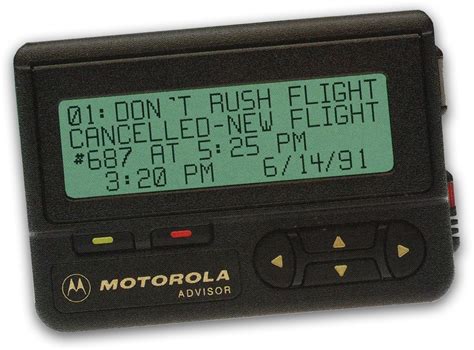 01: DON'T RUSH FLIGHT
CANCELLED-NEW FLIGHT
#687 AT 5:25 PM
3:20 PM 6/14/91
MOTOROLA
ADVISOR